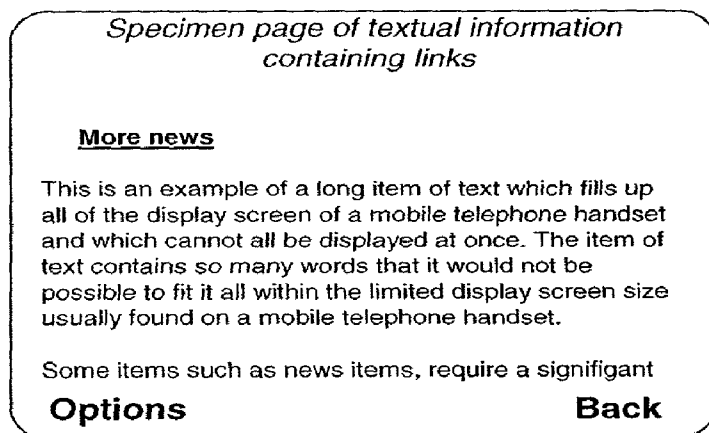 Specimen page of textual information
containing links
More news
This is an example of a long item of text which fills up
all of the display screen of a mobile telephone handset
and which cannot all be displayed at once. The item of
text contains so many words that it would not be
possible to fit it all within the limited display screen size
usually found on a mobile telephone handset.
Some items such as news items, require a signifigant
Options Back